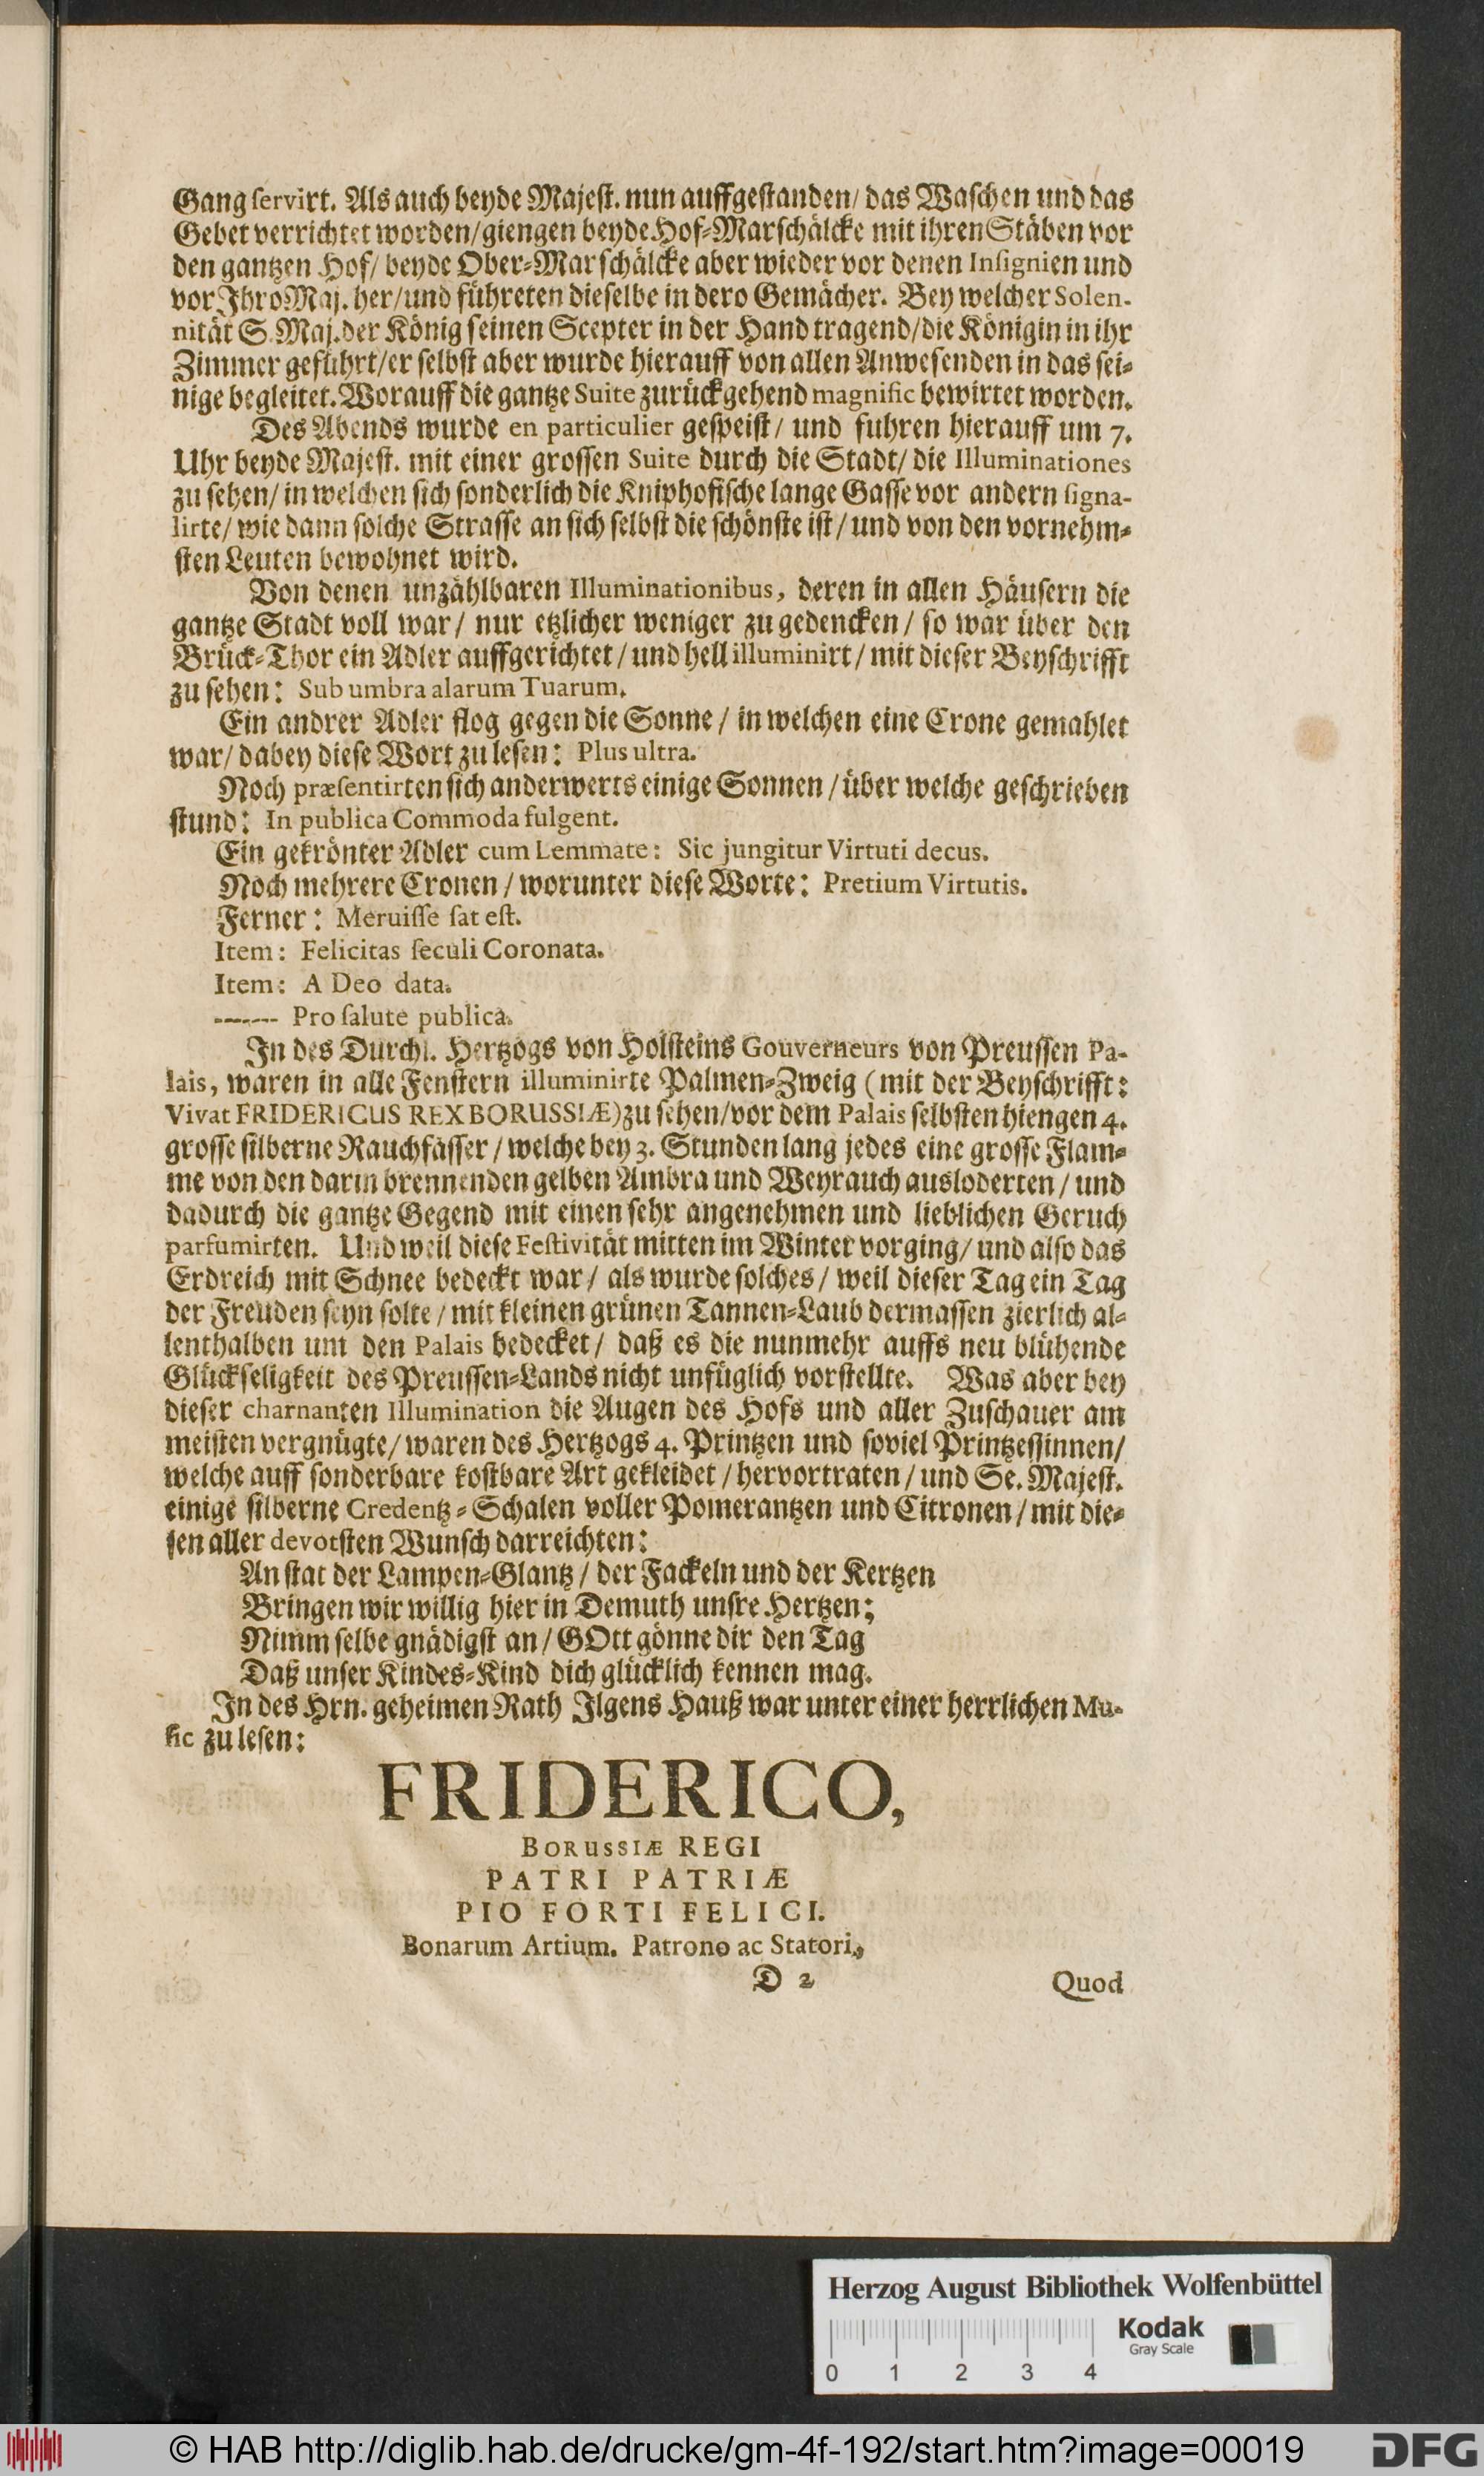 Gang servirt. Als auch beyde Majest. nun auffgestanden/ das Waschen und das
Gebet verrichtet worden/ giengen beyde Hof-Marschälcke mit ihren Stäben vor
den gantzen Hof/ beyde Ober-Marschälcke aber wieder vor denen Insignien und
vor Ihro Maj. her/ und führeten dieselbe in dero Gemächer. Bey welcher Solen-
nität S. Maj. der König seinen Scepter in der Hand tragend/ die Königin in ihr
Zimmer geführt/ er selbst aber wurde hierauff von allen Anwesenden in das sei-
nige begleitet. Worauff die gantze Suite zurückgehend magnific bewirtet worden.
Des Abends wurde en particulier gespeist/ und fuhren hierauff um 7.
Uhr beyde Majest. mit einer grossen Suite durch die Stadt/ die Illuminationes
zu sehen/ in welchen sich sonderlich die Kniphofische lange Gasse vor andern signa-
lirte/ wie dann solche Strasse an sich selbst die schönste ist/ und von den vornehm-
sten Leuten bewohnet wird.
Von denen unzählbaren Illuminationibus, deren in allen Häusern die
gantze Stadt voll war/ nur etzlicher weniger zu gedencken/ so war über den
Brück-Thor ein Adler auffgerichtet/ und hell illuminirt/ mit dieser Beyschrifft
zu sehen: Sub umbra alarum Tuarum.
Ein andrer Adler flog gegen die Sonne/ in welchen eine Crone gemahlet
war/ dabey diese Wort zu lesen: Plus ultra.
Noch præsentirten sich anderwerts einige Sonnen/ über welche geschrieben
stund: In publica Commoda fulgent.
Ein gekrönter Adler cum Lemmate: Sic jungitur Virtuti decus.
Noch mehrere Cronen/ worunter diese Worte: Pretium Virtutis.
Ferner: Meruisse sat est.
Item: Felicitas seculi Coronata.
Item: A Deo data.
------ Pro salute publicà.
In des Durchl. Hertzogs von Holsteins Gouverneurs von Preussen Pa-
lais, waren in alle Fenstern illuminirte Palmen-Zweig (mit der Beyschrifft:
Vivat FRIDERICUS REX BORUSSIÆ) zu sehen/ vor dem Palais selbsten hiengen 4.
grosse silberne Rauchfässer/ welche bey 3. Stunden lang jedes eine grosse Flam-
me von den darin brennenden gelben Ambra und Weyrauch ausloderten/ und
dadurch die gantze Gegend mit einen sehr angenehmen und lieblichen Geruch
parfumirten. Und weil diese Festivität mitten im Winter vorging/ und also das
Erdreich mit Schnee bedeckt war/ als wurde solches/ weil dieser Tag ein Tag
der Freuden seyn solte/ mit kleinen grünen Tannen-Laub dermassen zierlich al-
lenthalben um den Palais bedecket/ daß es die nunmehr auffs neu blühende
Glückseligkeit des Preussen-Lands nicht unfüglich vorstellte. Was aber bey
dieser charnanten Illumination die Augen des Hofs und aller Zuschauer am
meisten vergnügte/ waren des Hertzogs 4. Printzen und soviel Printzessinnen/
welche auff sonderbare kostbare Art gekleidet/ hervortraten/ und Se. Majest.
einige silberne Credentz-Schalen voller Pomerantzen und Citronen/ mit die-
sen aller devotsten Wunsch darreichten:
An stat der Lampen-Glantz/ der Fackeln und der Kertzen
Bringen wir willig hier in Demuth unsre Hertzen;
Nimm selbe gnädigst an/ GOtt gönne dir den Tag
Daß unser Kindes-Kind dich glücklich kennen mag.
In des Hrn. geheimen Rath Ilgens Hauß war unter einer herrlichen Mu-
sic zu lesen:
FRIDERICO,
BORUSSIÆ REGI
PATRI PATRIÆ
PIO FORTI FELICI.
Bonarum Artium. Patrono ac Statori,
D 2 Quod
Herzog August Bibliothek Wolfenbüttel
Kodak
Gray Scale
0 1 2 3 4
© HAB http://diglib.hab.de/drucke/gm-4f-192/start.htm?image=00019
DFG